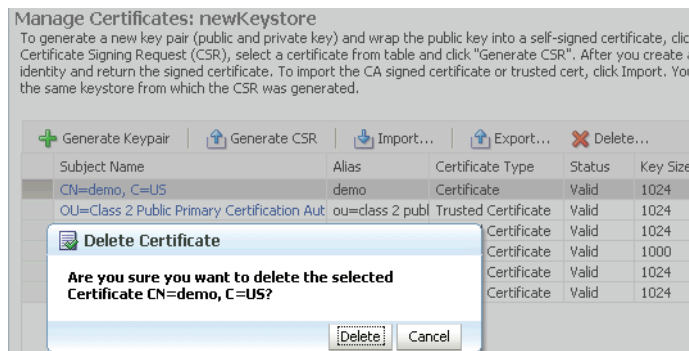 Manage Certificates: newKeystore
To generate a new key pair (public and private key) and wrap the public key into a self-signed certificate, clic
Certificate Signing Request (CSR), select a certificate from table and click "Generate CSR". After you create a
identity and return the signed certificate. To import the CA signed certificate or trusted cert, click Import. You
the same keystore from which the CSR was generated.
Generate Keypair Generate CSR Import... Export... Delete...
Subject Name Alias Certificate Type Status Key Size
CN=demo, C=US demo Certificate Valid 1024
OU=Class 2 Public Primary Certification Aut ou=class 2 publ Trusted Certificate Valid 1024
Certificate Valid 1024
Certificate Valid 1000
Certificate Valid 1024
Certificate Valid 1024
Delete Certificate
Are you sure you want to delete the selected
Certificate CN=demo, C=US?
Delete Cancel